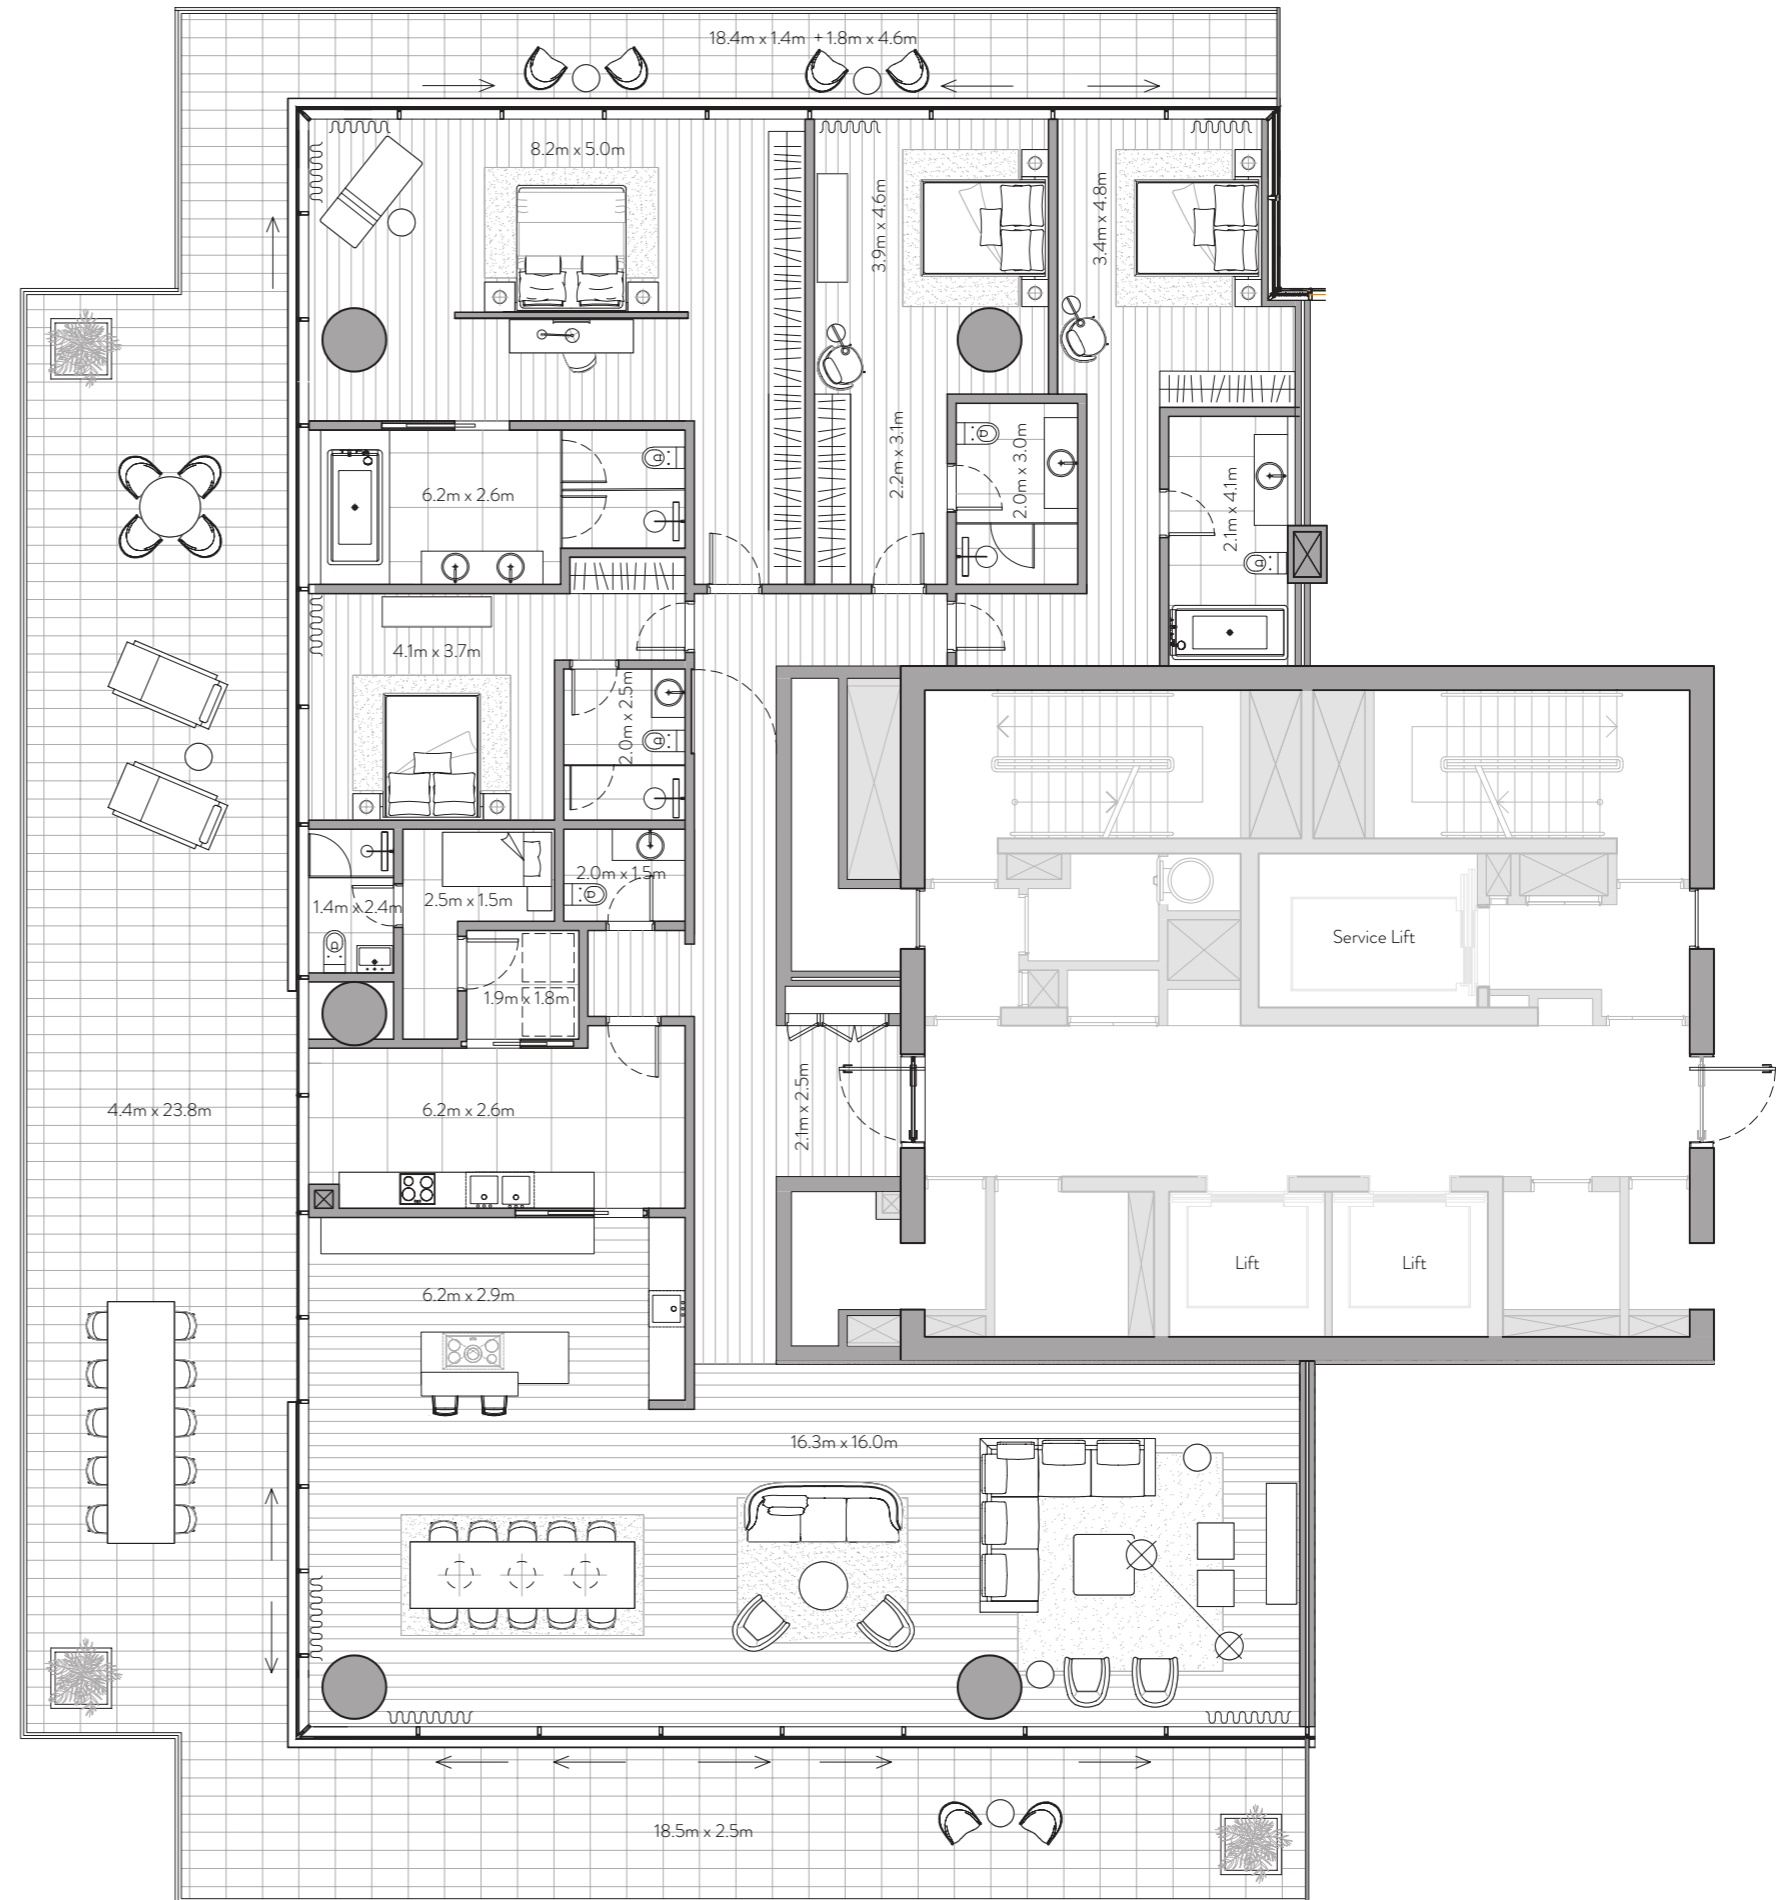 18.4m x 1.4m + 1.8m x 4.6m
8.2m x 5.0m
3.9m x 4.6m
3.4m x 4.8m
6.2m x 2.6m
2.2m x 3.1m
2.0m x 3.0m
2.1m x 4.1m
4.1m x 3.7m
2.0m x 2.5m
2.0m x 1.5m
1.4m x 2.4m
2.5m x 1.5m
Service Lift
1.9m x 1.8m
4.4m x 23.8m
6.2m x 2.6m
2.1m x 2.5m
Lift
Lift
6.2m x 2.9m
16.3m x 16.0m
18.5m x 2.5m